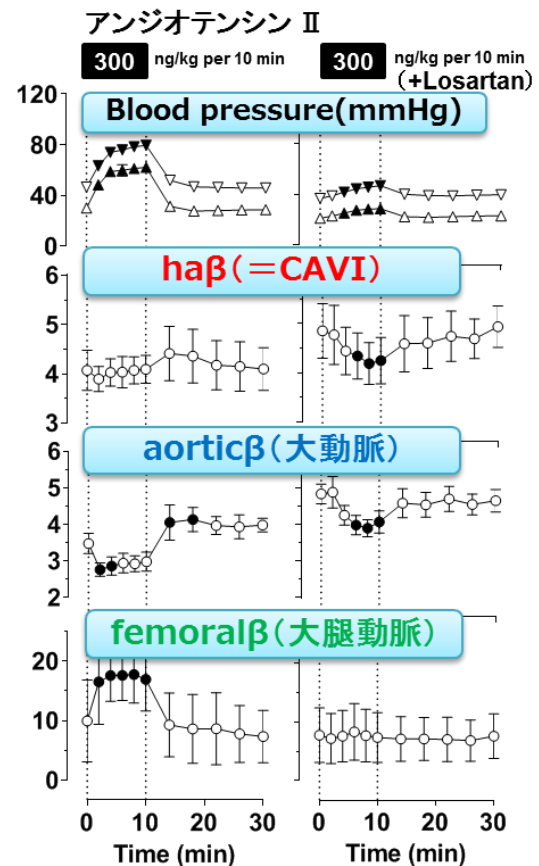 アンジオテンシン Ⅱ
300 ng/kg per 10 min
300 ng/kg per 10 min
(+Losartan)
Blood pressure(mmHg)
120
80
40
0
haβ(=CAVI)
6
5
4
3
aorticβ(大動脈)
6
5
4
3
2
femoralβ(大腿動脈)
20
10
0
0 10 20 30 0 10 20 30
Time (min) Time (min)